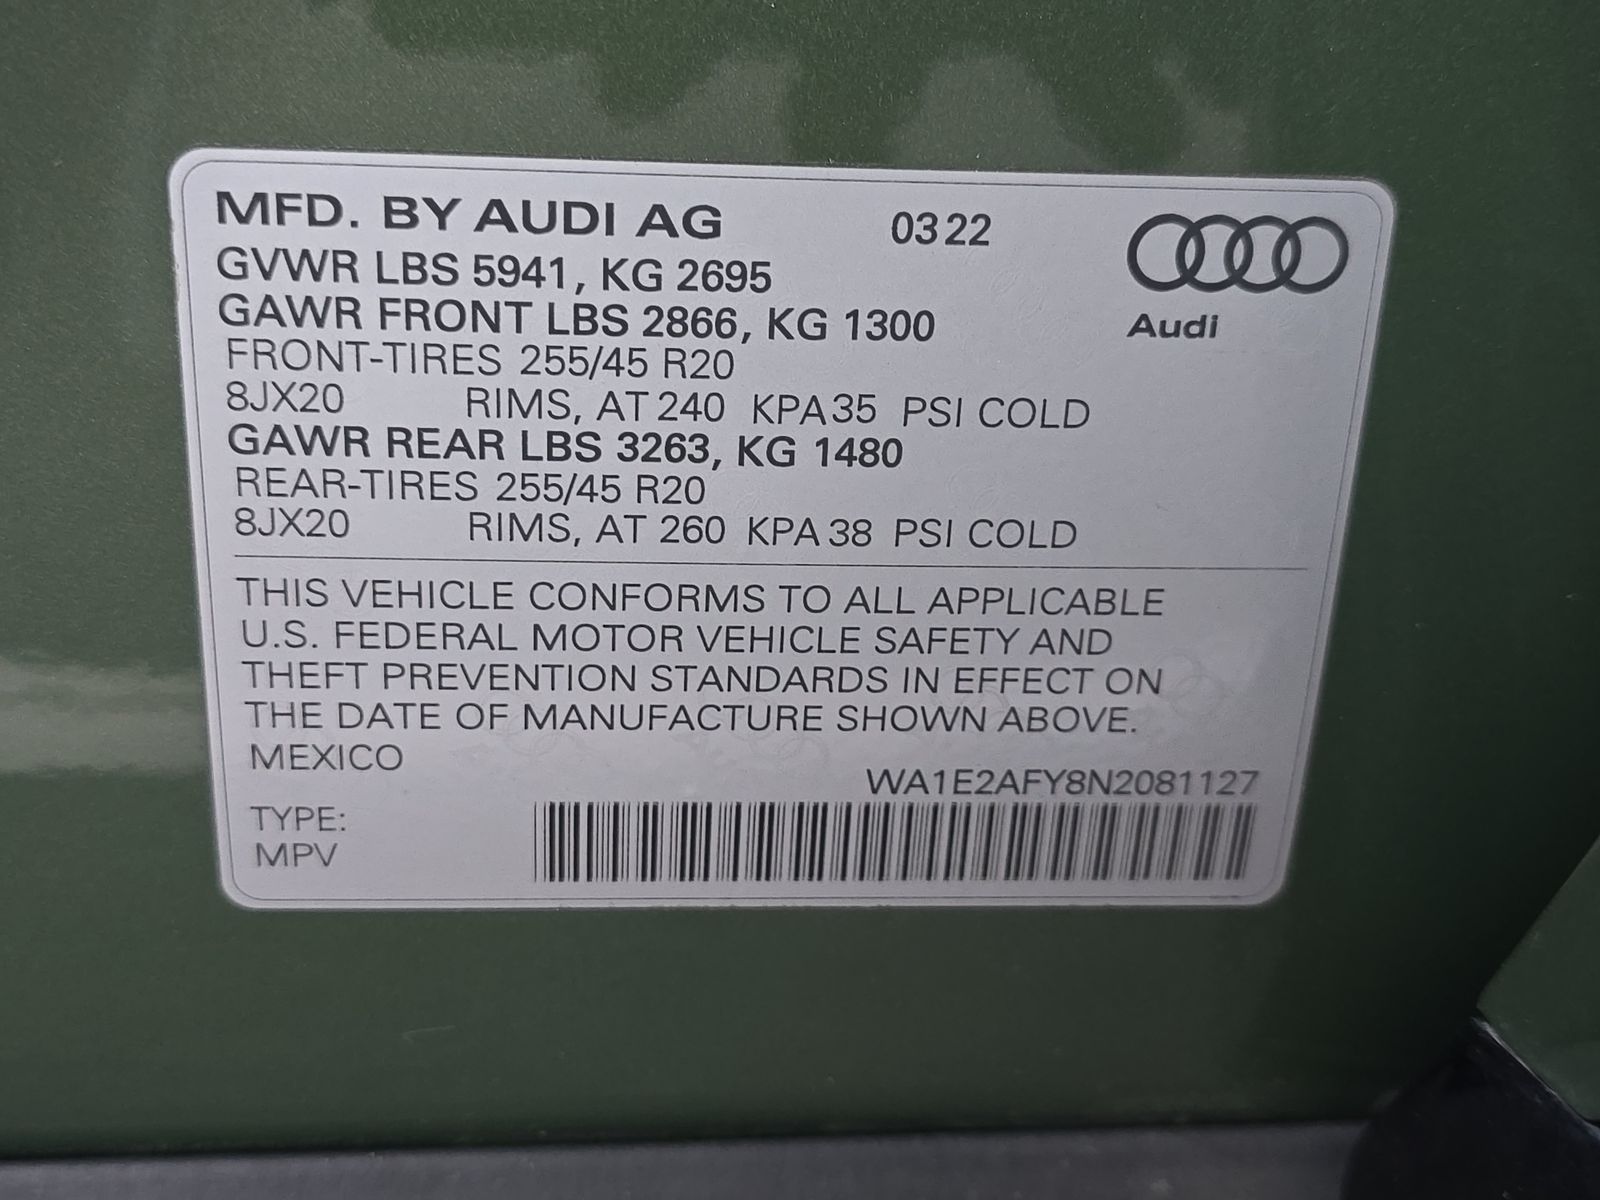 MFD. BY AUDI AG 0322
GVWR LBS 5941, KG 2695
GAWR FRONT LBS 2866, KG 1300
Audi
FRONT-TIRES 255/45 R20
8JX20 RIMS, AT 240 KPA 35 PSI COLD
GAWR REAR LBS 3263, KG 1480
REAR-TIRES 255/45 R20
8JX20 RIMS, AT 260 KPA 38 PSI COLD
THIS VEHICLE CONFORMS TO ALL APPLICABLE
U.S. FEDERAL MOTOR VEHICLE SAFETY AND
THEFT PREVENTION STANDARDS IN EFFECT ON
THE DATE OF MANUFACTURE SHOWN ABOVE.
MEXICO
WA1E2AFY8N2081127
TYPE:
MPV